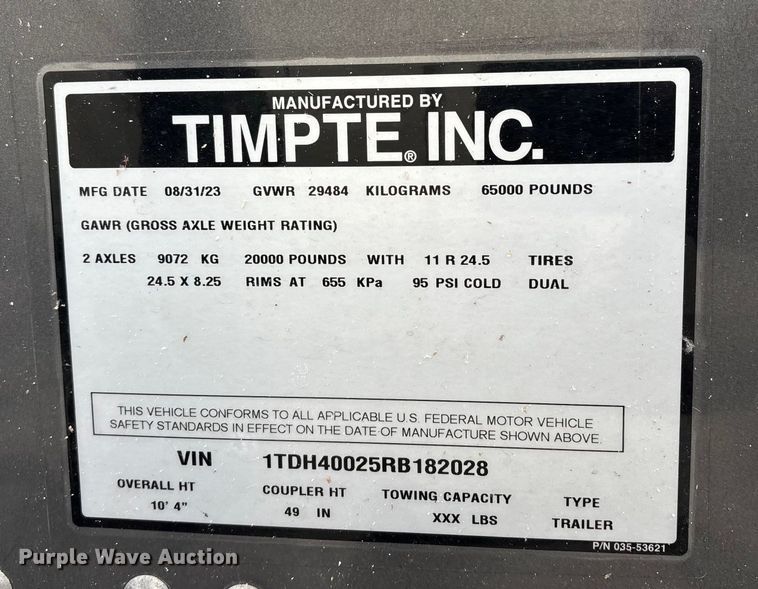 MANUFACTURED BY
TIMPTE® INC.
MFG DATE 08/31/23 GVWR 29484 KILOGRAMS 65000 POUNDS
GAWR (GROSS AXLE WEIGHT RATING)
2 AXLES 9072 KG 20000 POUNDS WITH 11 R 24.5 TIRES
24.5 X 8.25 RIMS AT 655 KPa 95 PSI COLD DUAL
THIS VEHICLE CONFORMS TO ALL APPLICABLE U.S. FEDERAL MOTOR VEHICLE
SAFETY STANDARDS IN EFFECT ON THE DATE OF MANUFACTURE SHOWN ABOVE.
VIN 1TDH40025RB182028
OVERALL HT COUPLER HT TOWING CAPACITY TYPE
10' 4" 49 IN XXX LBS TRAILER
P/N 035-53621
Purple Wave Auction